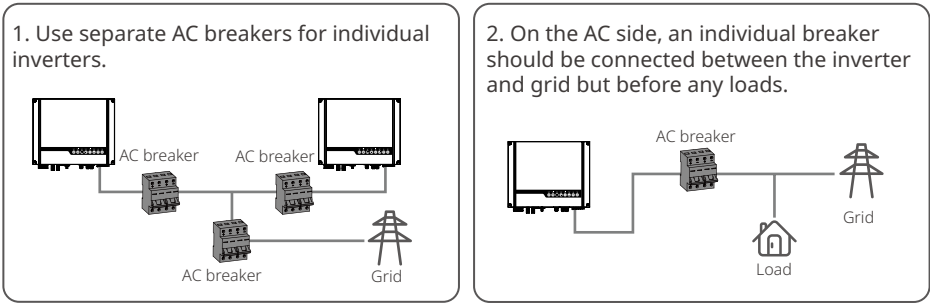 1. Use separate AC breakers for individual
inverters.
AC breaker
AC breaker
AC breaker
Grid
2. On the AC side, an individual breaker
should be connected between the inverter
and grid but before any loads.
AC breaker
Grid
Load